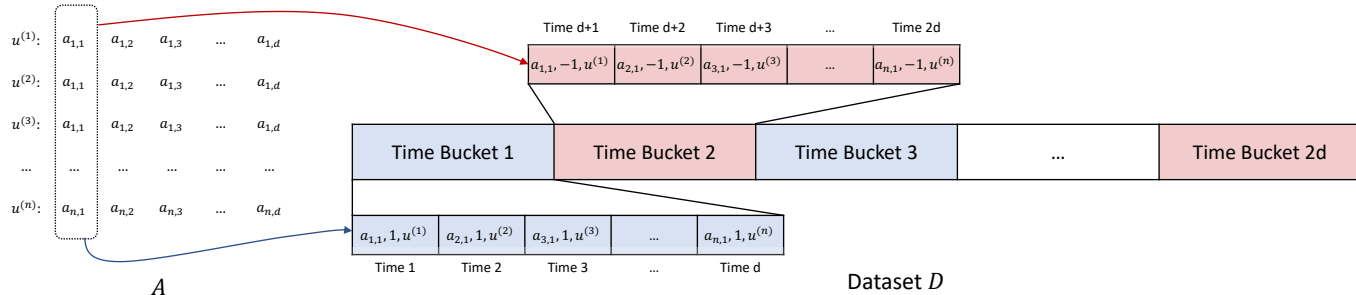 Time d+1 Time d+2 Time d+3 ... Time 2d
u^(1): a_{1,1} a_{1,2} a_{1,3} ... a_{1,d}
a_{1,1}, −1, u^(1) a_{2,1}, −1, u^(2) a_{3,1}, −1, u^(3) ... a_{n,1}, −1, u^(n)
u^(2): a_{1,1} a_{1,2} a_{1,3} ... a_{1,d}
u^(3): a_{1,1} a_{1,2} a_{1,3} ... a_{1,d}
Time Bucket 1 Time Bucket 2 Time Bucket 3 ... Time Bucket 2d
... ... ... ... ... ...
u^(n): a_{n,1} a_{n,2} a_{n,3} ... a_{n,d}
a_{1,1}, 1, u^(1) a_{2,1}, 1, u^(2) a_{3,1}, 1, u^(3) ... a_{n,1}, 1, u^(n)
Time 1 Time 2 Time 3 ... Time d
A Dataset D